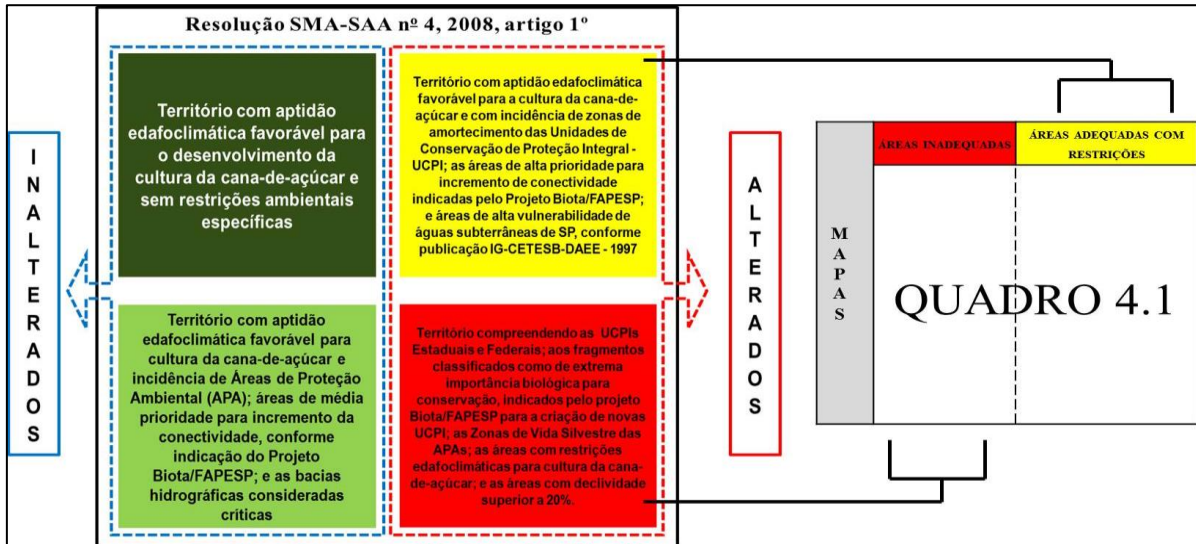 Resolução SMA-SAA nº 4, 2008, artigo 1º
INALTERADOS
Território com aptidão
edafoclimática favorável para
o desenvolvimento da
cultura da cana-de-açúcar e
sem restrições ambientais
específicas
Território com aptidão edafoclimática
favorável para a cultura da cana-de-
açúcar e com incidência de zonas de
amortecimento das Unidades de
Conservação de Proteção Integral -
UCPI; as áreas de alta prioridade para
incremento de conectividade
indicadas pelo Projeto Biota/FAPESP;
e áreas de alta vulnerabilidade de
águas subterrâneas de SP, conforme
publicação IG-CETESB-DAEE - 1997
Território com aptidão
edafoclimática favorável para
cultura da cana-de-açúcar e
incidência de Áreas de Proteção
Ambiental (APA); áreas de média
prioridade para incremento da
conectividade, conforme
indicação do Projeto
Biota/FAPESP; e as bacias
hidrográficas consideradas
críticas
Território compreendendo as UCPIs
Estaduais e Federais; aos fragmentos
classificados como de extrema
importância biológica para
conservação, indicados pelo projeto
Biota/FAPESP para a criação de novas
UCPI; as Zonas de Vida Silvestre das
APAs; as áreas com restrições
edafoclimáticas para cultura da cana-
de-açúcar; e as áreas com declividade
superior a 20%.
ALTERADOS
MAPAS
ÁREAS INADEQUADAS
ÁREAS ADEQUADAS COM
RESTRIÇÕES
QUADRO 4.1